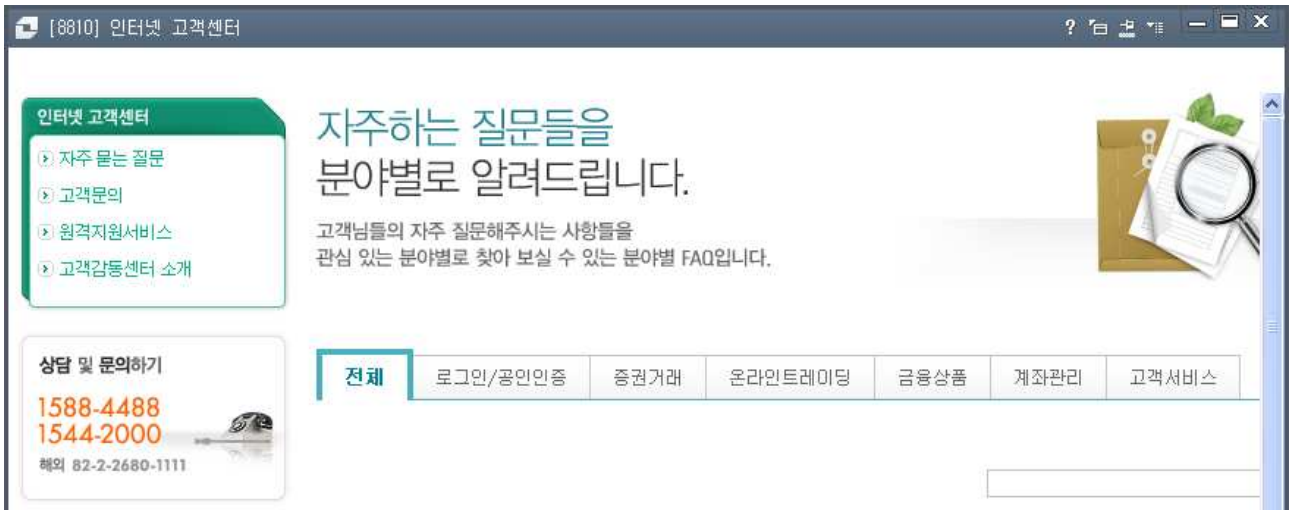 [8810] 인터넷 고객센터
인터넷 고객센터
자주 묻는 질문
고객문의
원격지원서비스
고객감동센터 소개
상담 및 문의하기
1588-4488
1544-2000
해외 82-2-2680-1111
자주하는 질문들을
분야별로 알려드립니다.
고객님들의 자주 질문해주시는 사항들을
관심 있는 분야별로 찾아 보실 수 있는 분야별 FAQ입니다.
전체 로그인/공인인증 증권거래 온라인트레이딩 금융상품 계좌관리 고객서비스